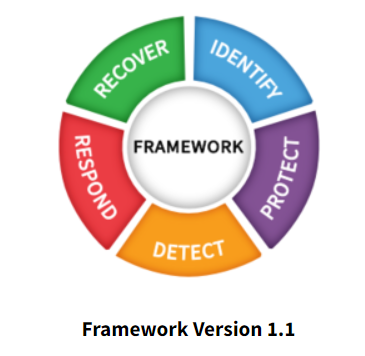 RECOVER
IDENTIFY
FRAMEWORK
RESPOND
PROTECT
DETECT
Framework Version 1.1